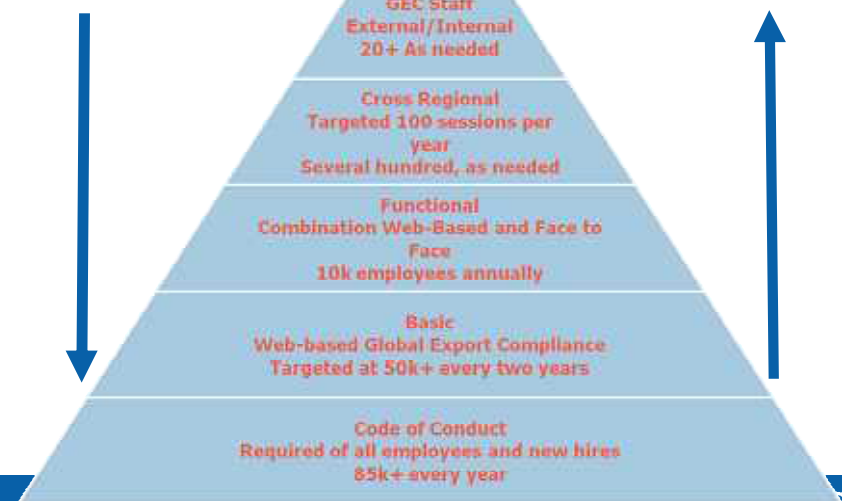 GEC Staff
External/Internal
20+ As needed
Cross Regional
Targeted 100 sessions per
year
Several hundred, as needed
Functional
Combination Web-Based and Face to
Face
10k employees annually
Basic
Web-based Global Export Compliance
Targeted at 50k+ every two years
Code of Conduct
Required of all employees and new hires
85k+ every year